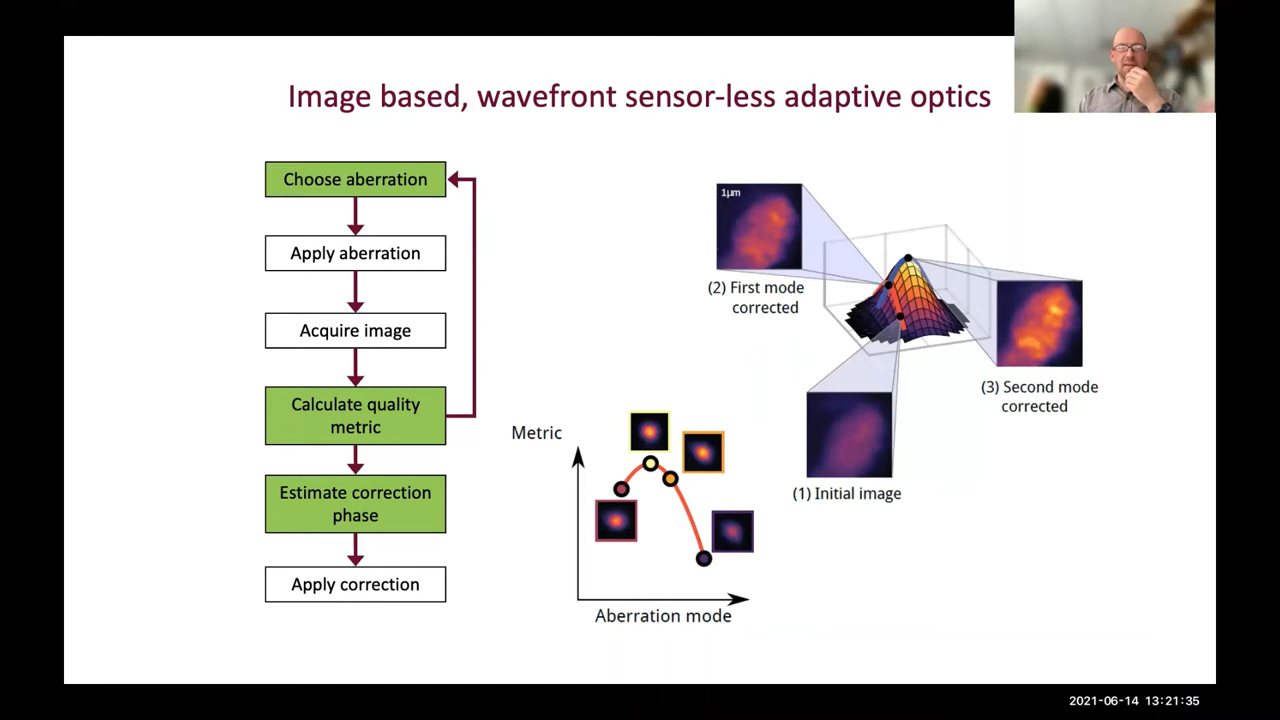 Image based, wavefront sensor-less adaptive optics
Choose aberration
Apply aberration
Acquire image
Calculate quality
metric
Estimate correction
phase
Apply correction
Metric
Aberration mode
1µm
(2) First mode
corrected
(1) Initial image
(3) Second mode
corrected
2021-06-14 13:21:35